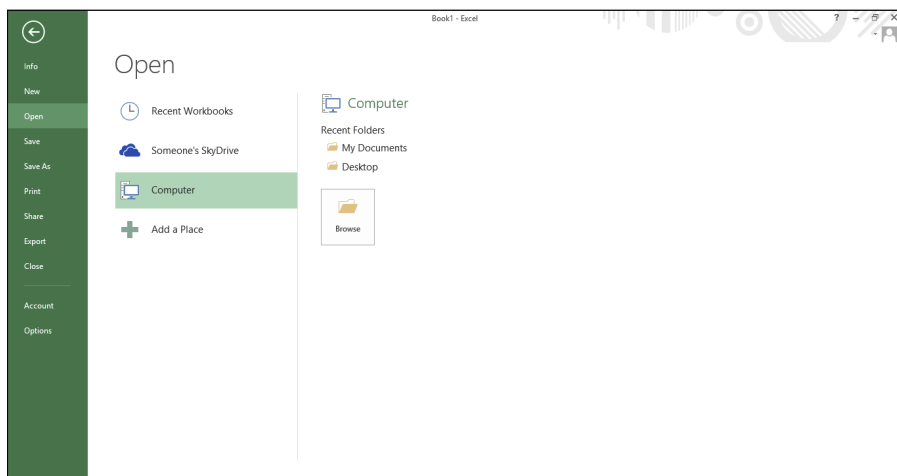 Book1 - Excel
?
Info
New
Open
Save
Save As
Print
Share
Export
Close
Account
Options
Open
Recent Workbooks
Someone's SkyDrive
Computer
Add a Place
Computer
Recent Folders
My Documents
Desktop
Browse